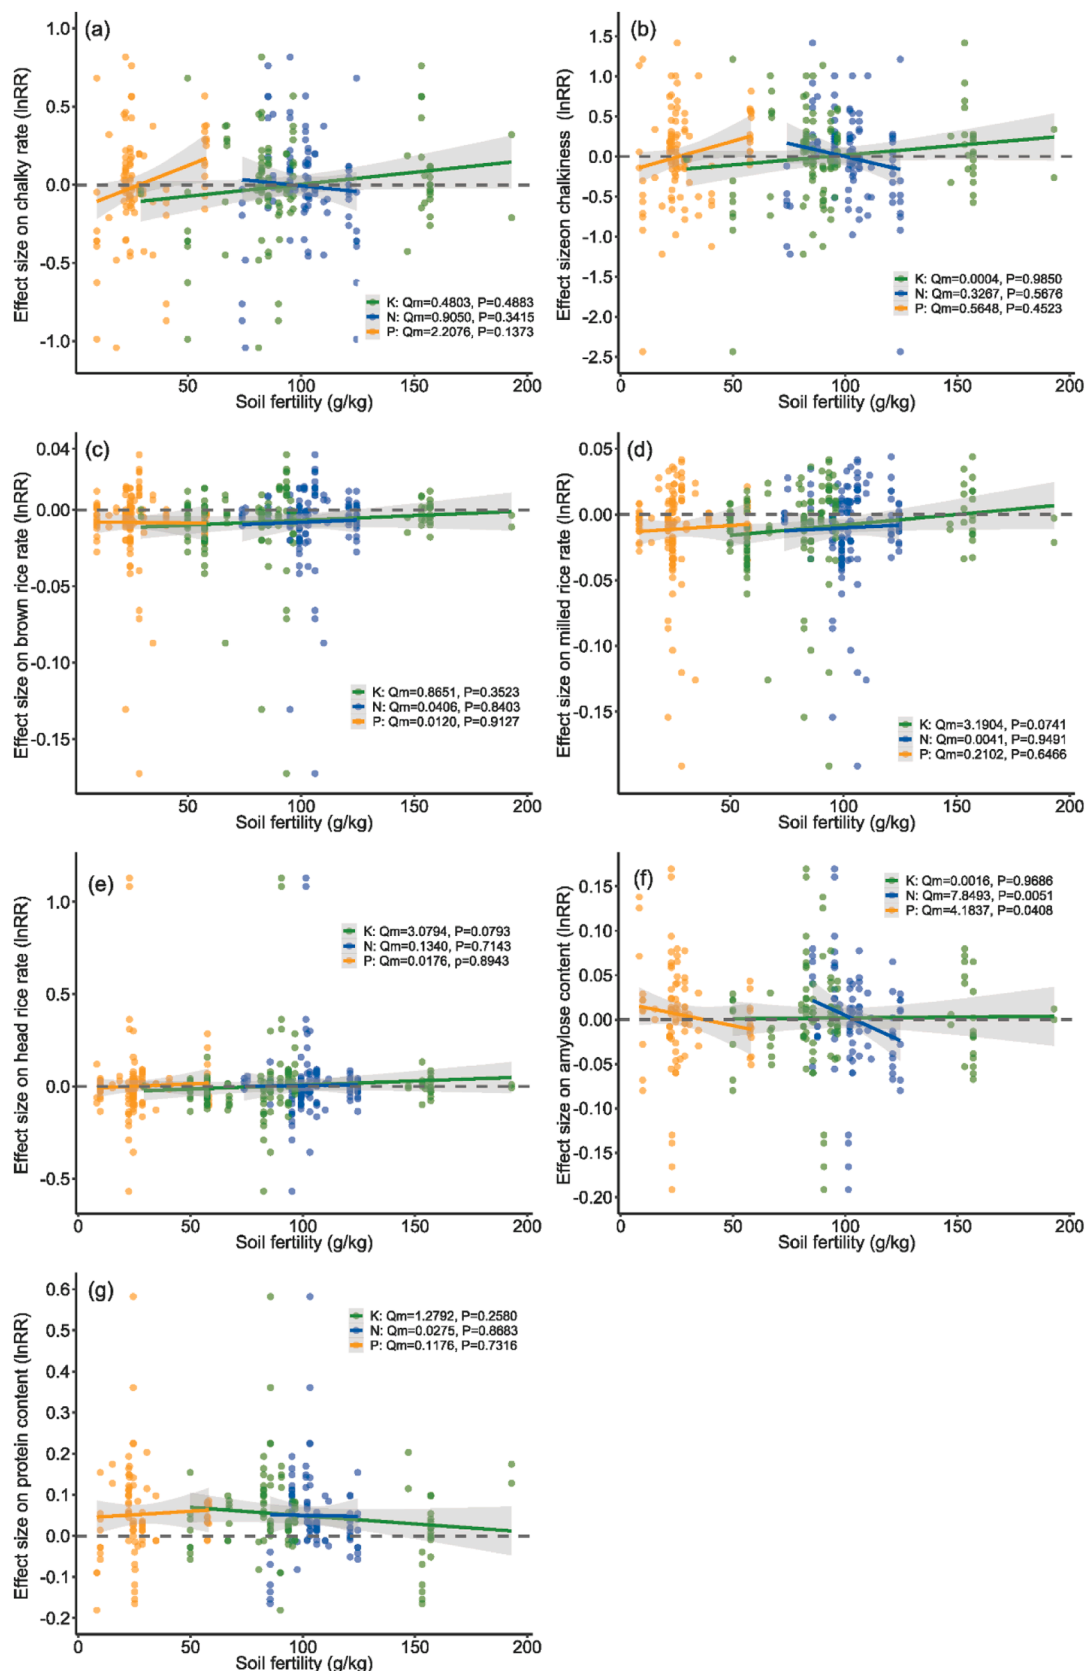 (a)
Effect size on chalky rate (lnRR)
1.0
0.5
0.0
-0.5
-1.0
K: Qm=0.4803, P=0.4883
N: Qm=0.9050, P=0.3415
P: Qm=2.2076, P=0.1373
50
100
150
200
Soil fertility (g/kg)
(b)
Effect sizeon chalkiness (lnRR)
1.5
1.0
0.5
0.0
-0.5
-1.0
-1.5
-2.0
-2.5
K: Qm=0.0004, P=0.9850
N: Qm=0.3267, P=0.5676
P: Qm=0.5648, P=0.4523
0
50
100
150
200
Soil fertility (g/kg)
(c)
Effect size on brown rice rate (lnRR)
0.04
0.00
-0.05
-0.10
-0.15
K: Qm=0.8651, P=0.3523
N: Qm=0.0406, P=0.8403
P: Qm=0.0120, P=0.9127
50
100
150
200
Soil fertility (g/kg)
(d)
Effect size on milled rice rate (lnRR)
0.05
0.00
-0.05
-0.10
-0.15
K: Qm=3.1904, P=0.0741
N: Qm=0.0041, P=0.9491
P: Qm=0.2102, P=0.6466
0
50
100
150
200
Soil fertility (g/kg)
(e)
Effect size on head rice rate (lnRR)
1.0
0.5
0.0
-0.5
K: Qm=3.0794, P=0.0793
N: Qm=0.1340, P=0.7143
P: Qm=0.0176, p=0.8943
0
50
100
150
200
Soil fertility (g/kg)
(f)
Effect size on amylose content (lnRR)
0.15
0.10
0.05
0.00
-0.05
-0.10
-0.15
-0.20
K: Qm=0.0016, P=0.9686
N: Qm=7.8493, P=0.0051
P: Qm=4.1837, P=0.0408
0
50
100
150
200
Soil fertility (g/kg)
(g)
Effect size on protein content (lnRR)
0.6
0.5
0.4
0.3
0.2
0.1
0.0
-0.1
-0.2
K: Qm=1.2792, P=0.2580
N: Qm=0.0275, P=0.8683
P: Qm=0.1176, P=0.7316
0
50
100
150
200
Soil fertility (g/kg)